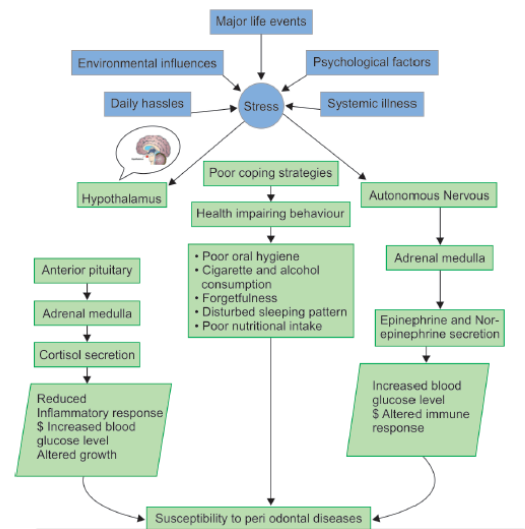 Major life events
Environmental influences
Psychological factors
Daily hassles
Stress
Systemic illness
Hypothalamus
Poor coping strategies
Autonomous Nervous
Health impairing behaviour
• Poor oral hygiene
• Cigarette and alcohol
consumption
• Forgetfulness
• Disturbed sleeping pattern
• Poor nutritional intake
Anterior pituitary
Adrenal medulla
Cortisol secretion
Reduced
Inflammatory response
$ Increased blood
glucose level
Altered growth
Adrenal medulla
Epinephrine and Nor-
epinephrine secretion
Increased blood
glucose level
$ Altered immune
response
Susceptibility to peri odontal diseases